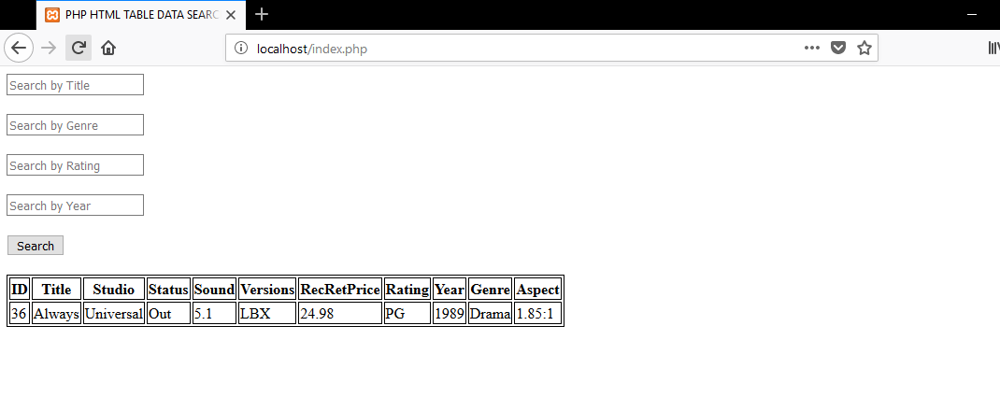 PHP HTML TABLE DATA SEARC
localhost/index.php
Search by Title
Search by Genre
Search by Rating
Search by Year
Search
ID Title Studio Status Sound Versions RecRetPrice Rating Year Genre Aspect
36 Always Universal Out 5.1 LBX 24.98 PG 1989 Drama 1.85:1